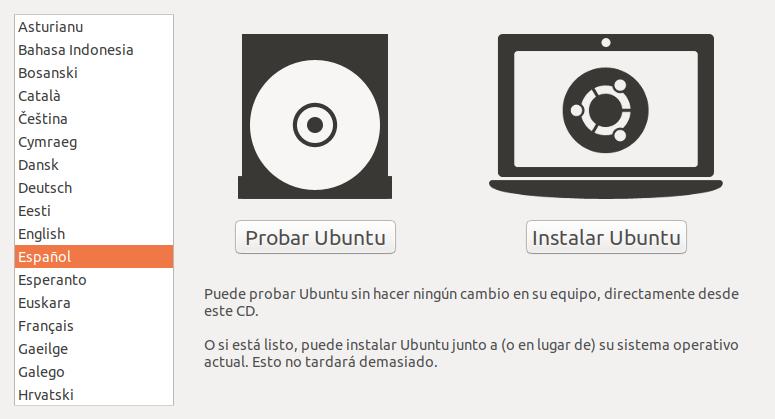 Asturianu
Bahasa Indonesia
Bosanski
Català
Čeština
Cymraeg
Dansk
Deutsch
Eesti
English
Español
Esperanto
Euskara
Français
Gaeilge
Galego
Hrvatski
Probar Ubuntu
Instalar Ubuntu
Puede probar Ubuntu sin hacer ningún cambio en su equipo, directamente desde
este CD.
O si está listo, puede instalar Ubuntu junto a (o en lugar de) su sistema operativo
actual. Esto no tardará demasiado.